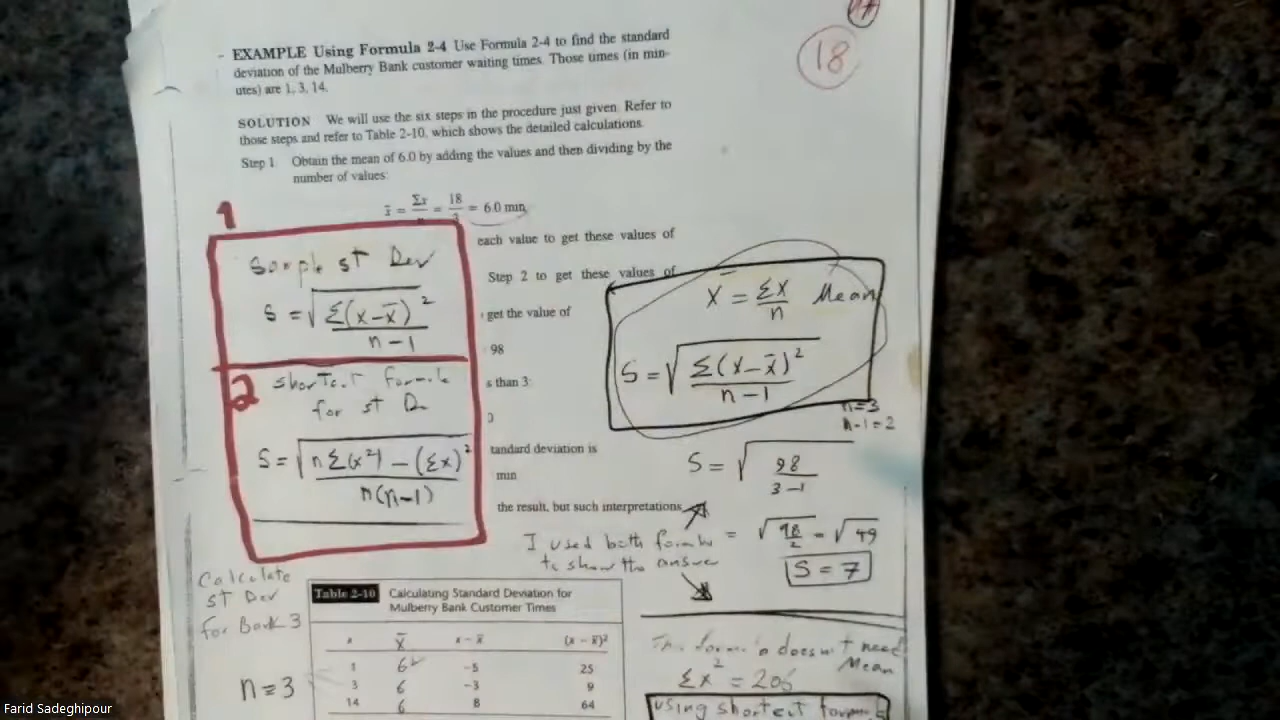 18
EXAMPLE Using Formula 2-4 Use Formula 2-4 to find the standard
deviation of the Mulberry Bank customer waiting times. Those times (in min-
utes) are 1, 3, 14.
SOLUTION We will use the six steps in the procedure just given. Refer to
those steps and refer to Table 2-10, which shows the detailed calculations.
Step 1. Obtain the mean of 6.0 by adding the values and then dividing by the
number of values:
x̄ = Σx = 18 = 6.0 min
1
each value to get these values of
Sample st Dev
Step 2 to get these values of
S = √ Σ(x-x̄)² / n-1
get the value of
98
2 shortcut formula
for st D
s than 3:
S = √ nΣ(x²) - (Σx)² / n(n-1)
tandard deviation is
min
the result, but such interpretations
x̄ = Σx / n Mean
S = √ Σ(x-x̄)² / n-1
n=3
n-1=2
S = √ 98 / 3-1
= √ 98/2 = √49
S = 7
I used both formula
to show the answer
Calculate
st Dev
for Bank 3
n=3
Table 2-10 Calculating Standard Deviation for
Mulberry Bank Customer Times
x x̄ x - x̄ (x - x̄)²
1 6 -5 25
3 6 -3 9
14 6 8 64
This formula doesn't need
Mean
Σx² = 206
using shortcut formula
Farid Sadeghipour